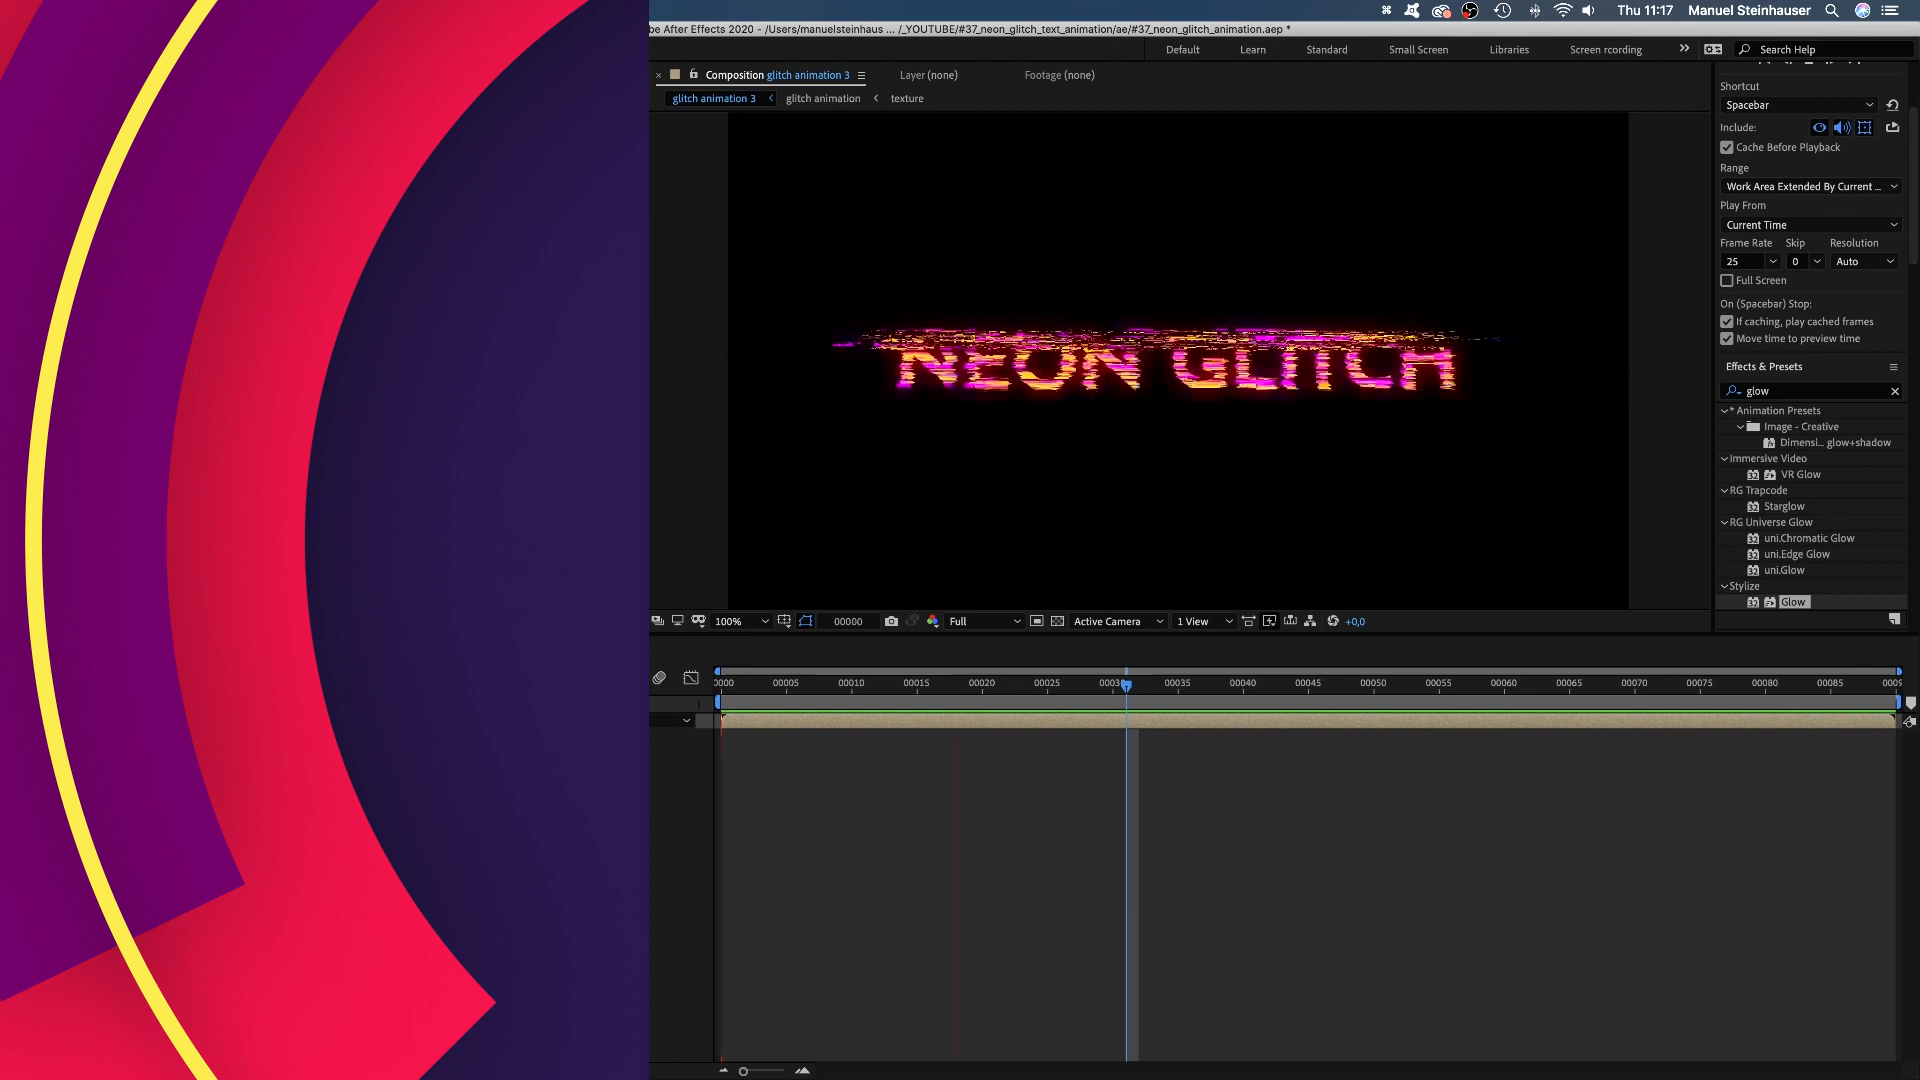 Thu 11:17 Manuel Steinhauser
be After Effects 2020 - /Users/manuelsteinhaus ... /_YOUTUBE/#37_neon_glitch_text_animation/ae/#37_neon_glitch_animation.aep *
Default Learn Standard Small Screen Libraries Screen rcording Search Help
Composition glitch animation 3 Layer (none) Footage (none)
glitch animation 3 glitch animation texture
Shortcut
Spacebar
Include:
Cache Before Playback
Range
Work Area Extended By Current ...
Play From
Current Time
Frame Rate Skip Resolution
25 0 Auto
Full Screen
On (Spacebar) Stop:
If caching, play cached frames
Move time to preview time
Effects & Presets
glow
* Animation Presets
Image - Creative
Dimensi... glow+shadow
Immersive Video
VR Glow
RG Trapcode
Starglow
RG Universe Glow
uni.Chromatic Glow
uni.Edge Glow
uni.Glow
Stylize
Glow
NEON GLITCH
100% 00000 Full Active Camera 1 View +0,0
0000 00005 00010 00015 00020 00025 0003 00035 00040 00045 00050 00055 00060 00065 00070 00075 00080 00085 0009